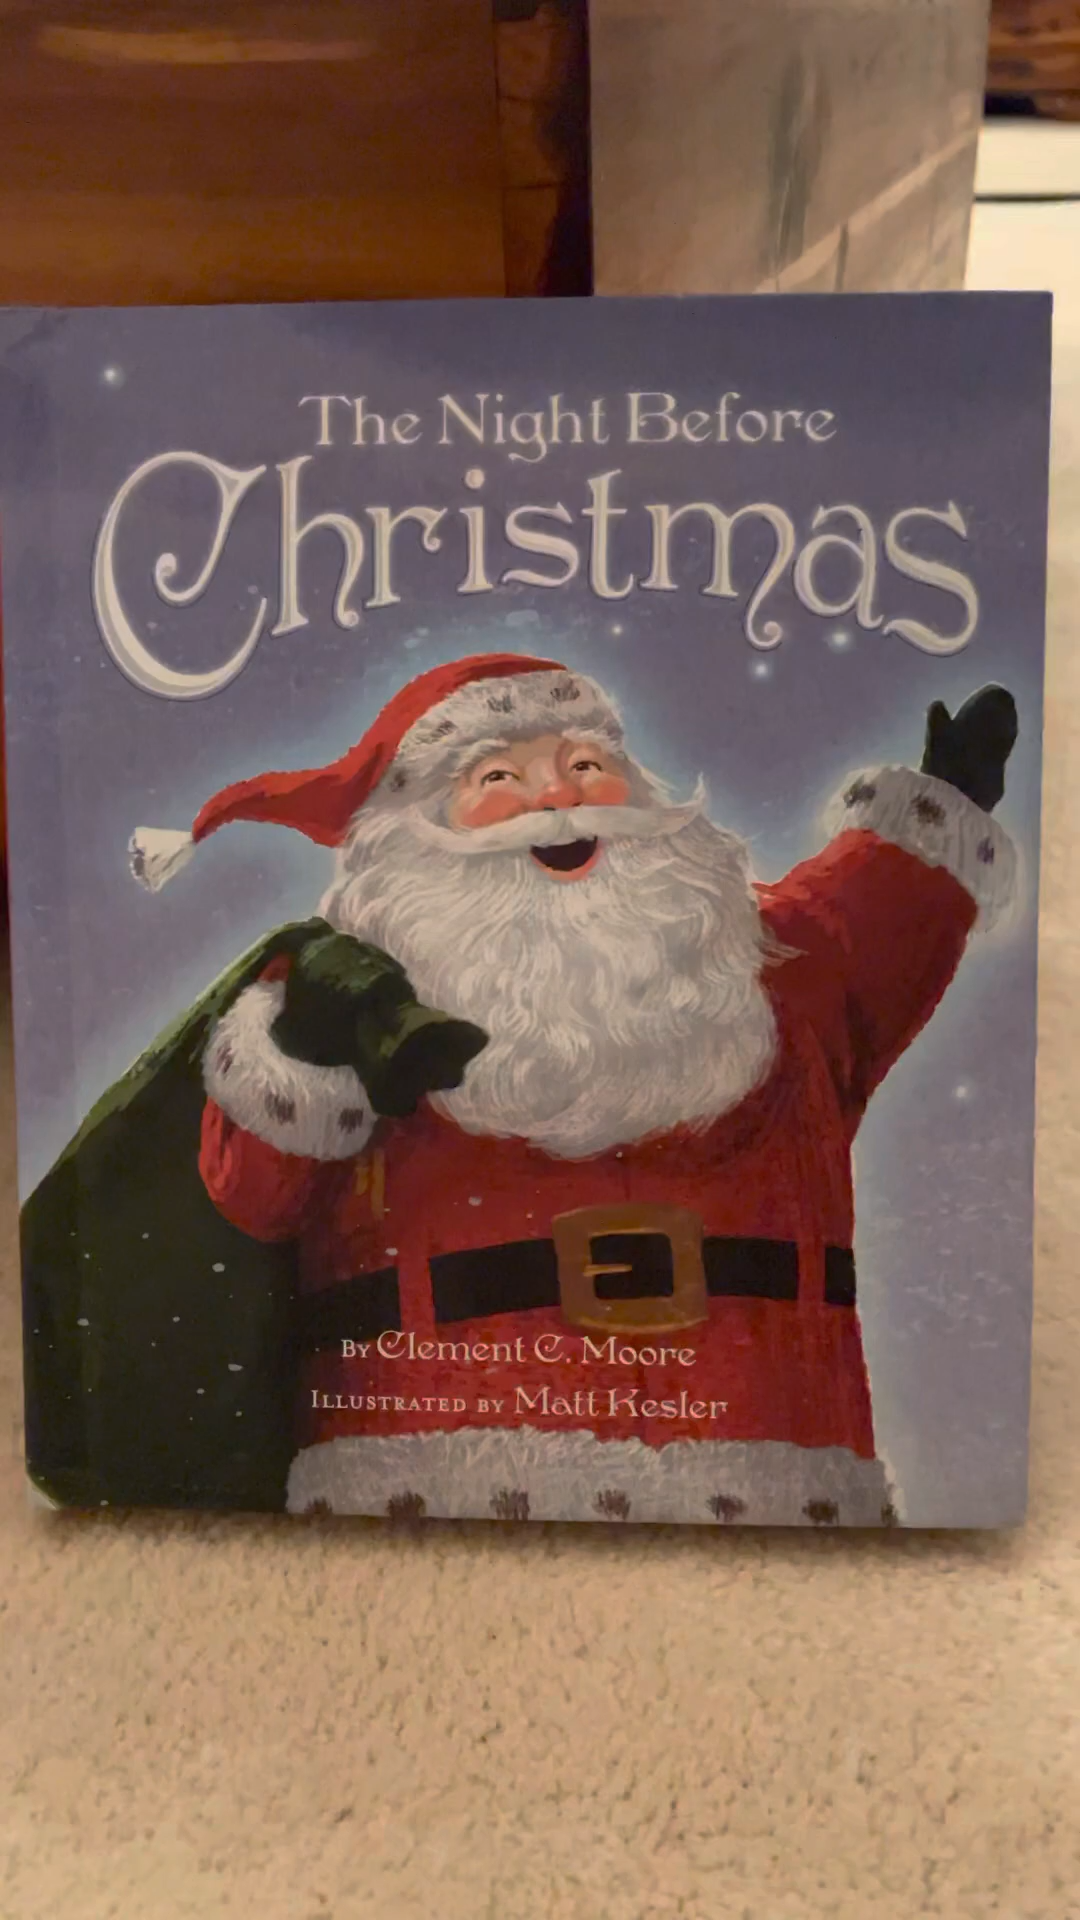 The Night Before
Christmas
By Clement C. Moore
Illustrated by Matt Kesler